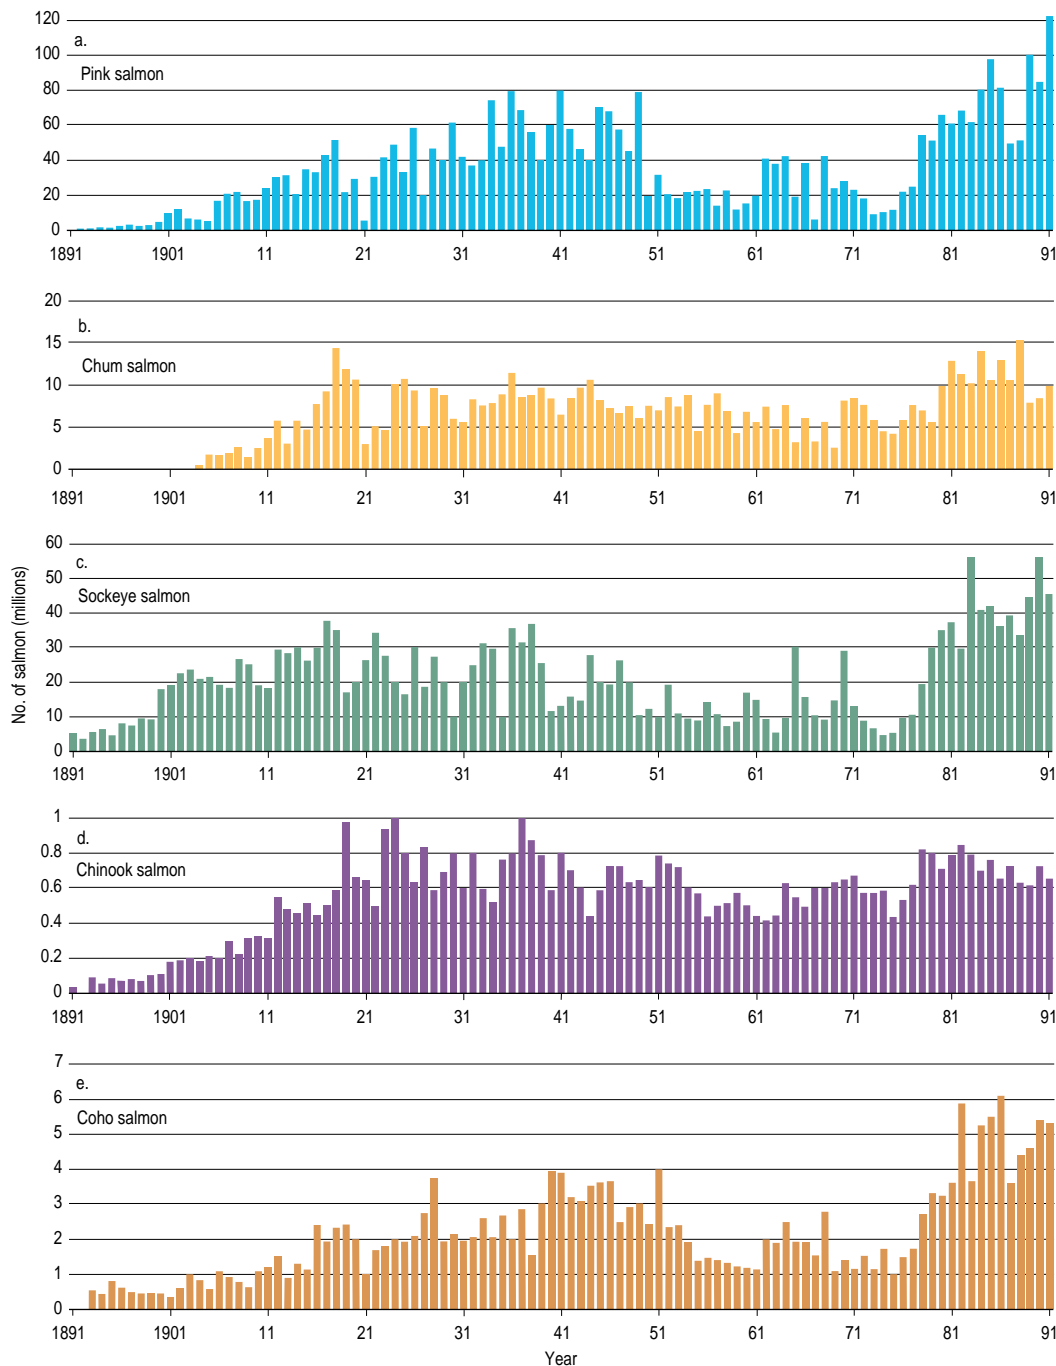 120
a.
Pink salmon
100
80
60
40
20
0
1891 1901 11 21 31 41 51 61 71 81 91
20
b.
15
Chum salmon
10
5
0
1891 1901 11 21 31 41 51 61 71 81 91
60
c.
50
Sockeye salmon
40
30
20
10
0
1891 1901 11 21 31 41 51 61 71 81 91
No. of salmon (millions)
1
d.
0.8
Chinook salmon
0.6
0.4
0.2
0
1891 1901 11 21 31 41 51 61 71 81 91
7
e.
6
Coho salmon
5
4
3
2
1
0
1891 1901 11 21 31 41 51 61 71 81 91
Year